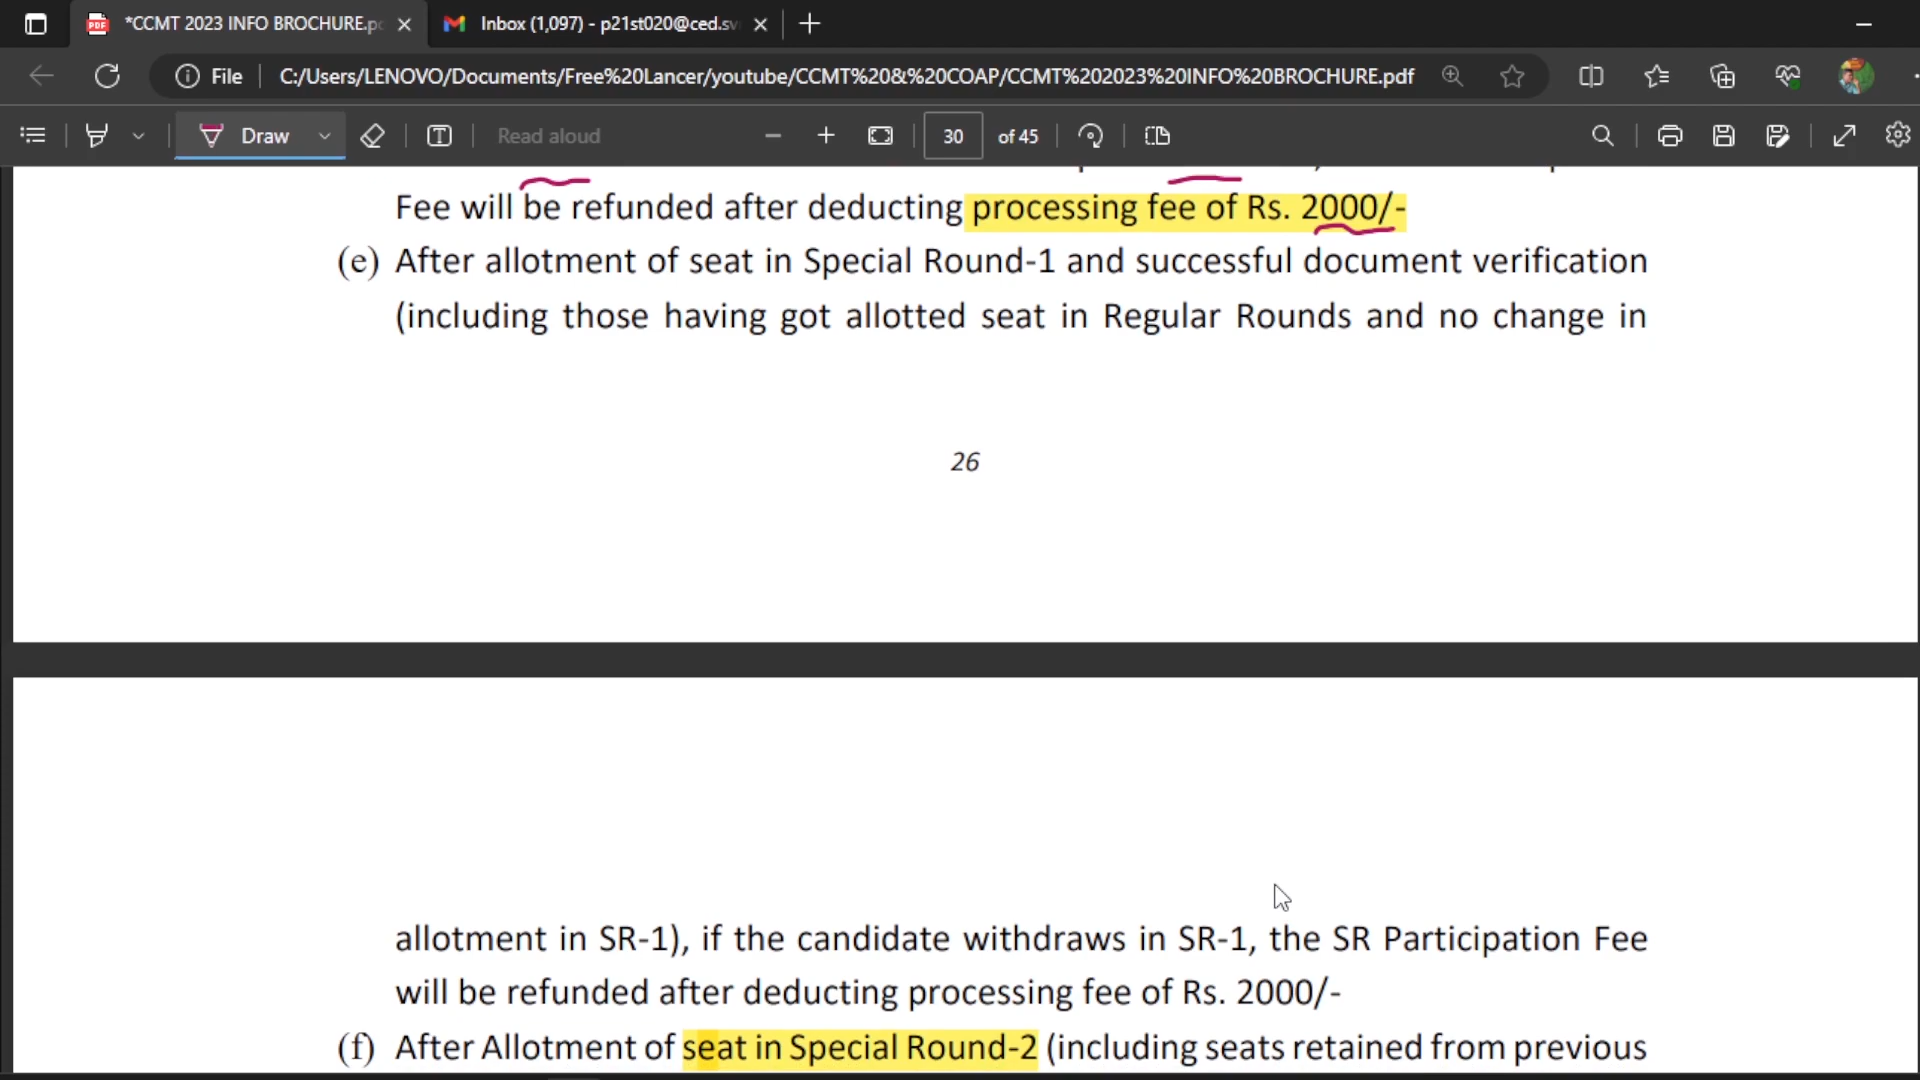 *CCMT 2023 INFO BROCHURE.p
Inbox (1,097) - p21st020@ced.sv
File
C:/Users/LENOVO/Documents/Free%20Lancer/youtube/CCMT%20&%20COAP/CCMT%202023%20INFO%20BROCHURE.pdf
Draw
Read aloud
30
of 45
Fee will be refunded after deducting processing fee of Rs. 2000/-
(e) After allotment of seat in Special Round-1 and successful document verification
(including those having got allotted seat in Regular Rounds and no change in
26
allotment in SR-1), if the candidate withdraws in SR-1, the SR Participation Fee
will be refunded after deducting processing fee of Rs. 2000/-
(f) After Allotment of seat in Special Round-2 (including seats retained from previous